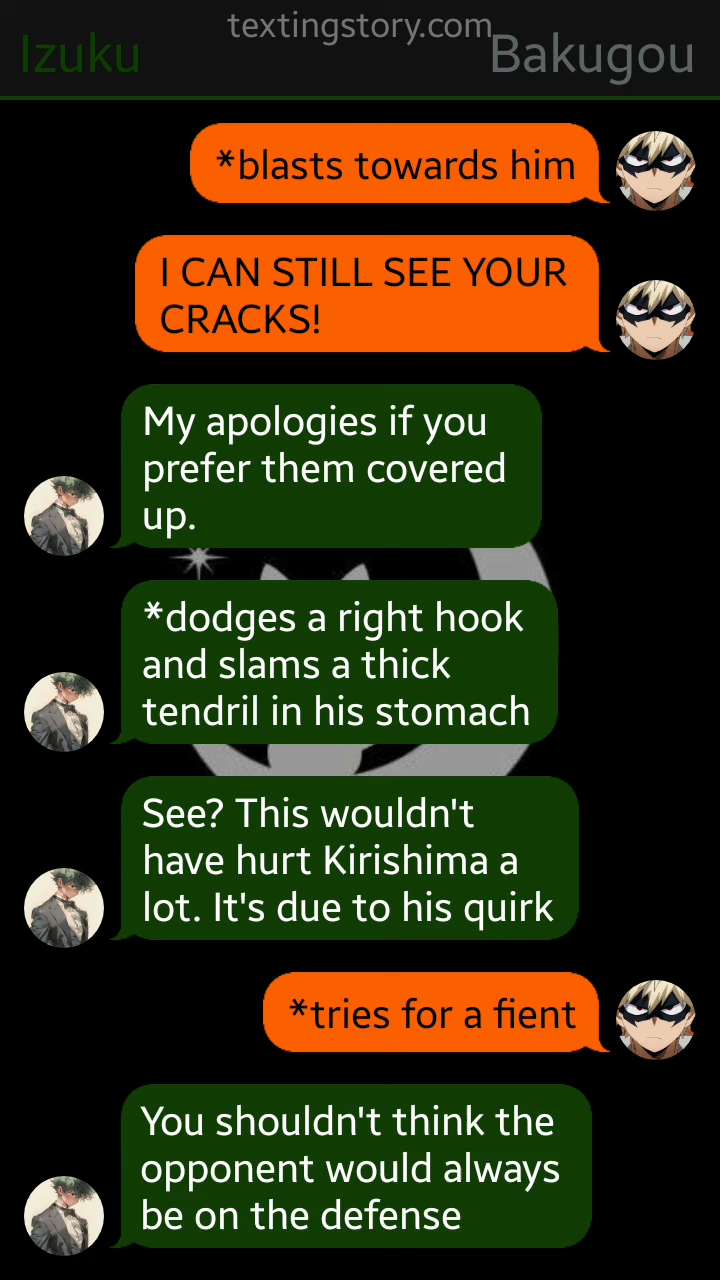 textingstory.com
Izuku
Bakugou
*blasts towards him
I CAN STILL SEE YOUR
CRACKS!
My apologies if you
prefer them covered
up.
*dodges a right hook
and slams a thick
tendril in his stomach
See? This wouldn't
have hurt Kirishima a
lot. It's due to his quirk
*tries for a fient
You shouldn't think the
opponent would always
be on the defense